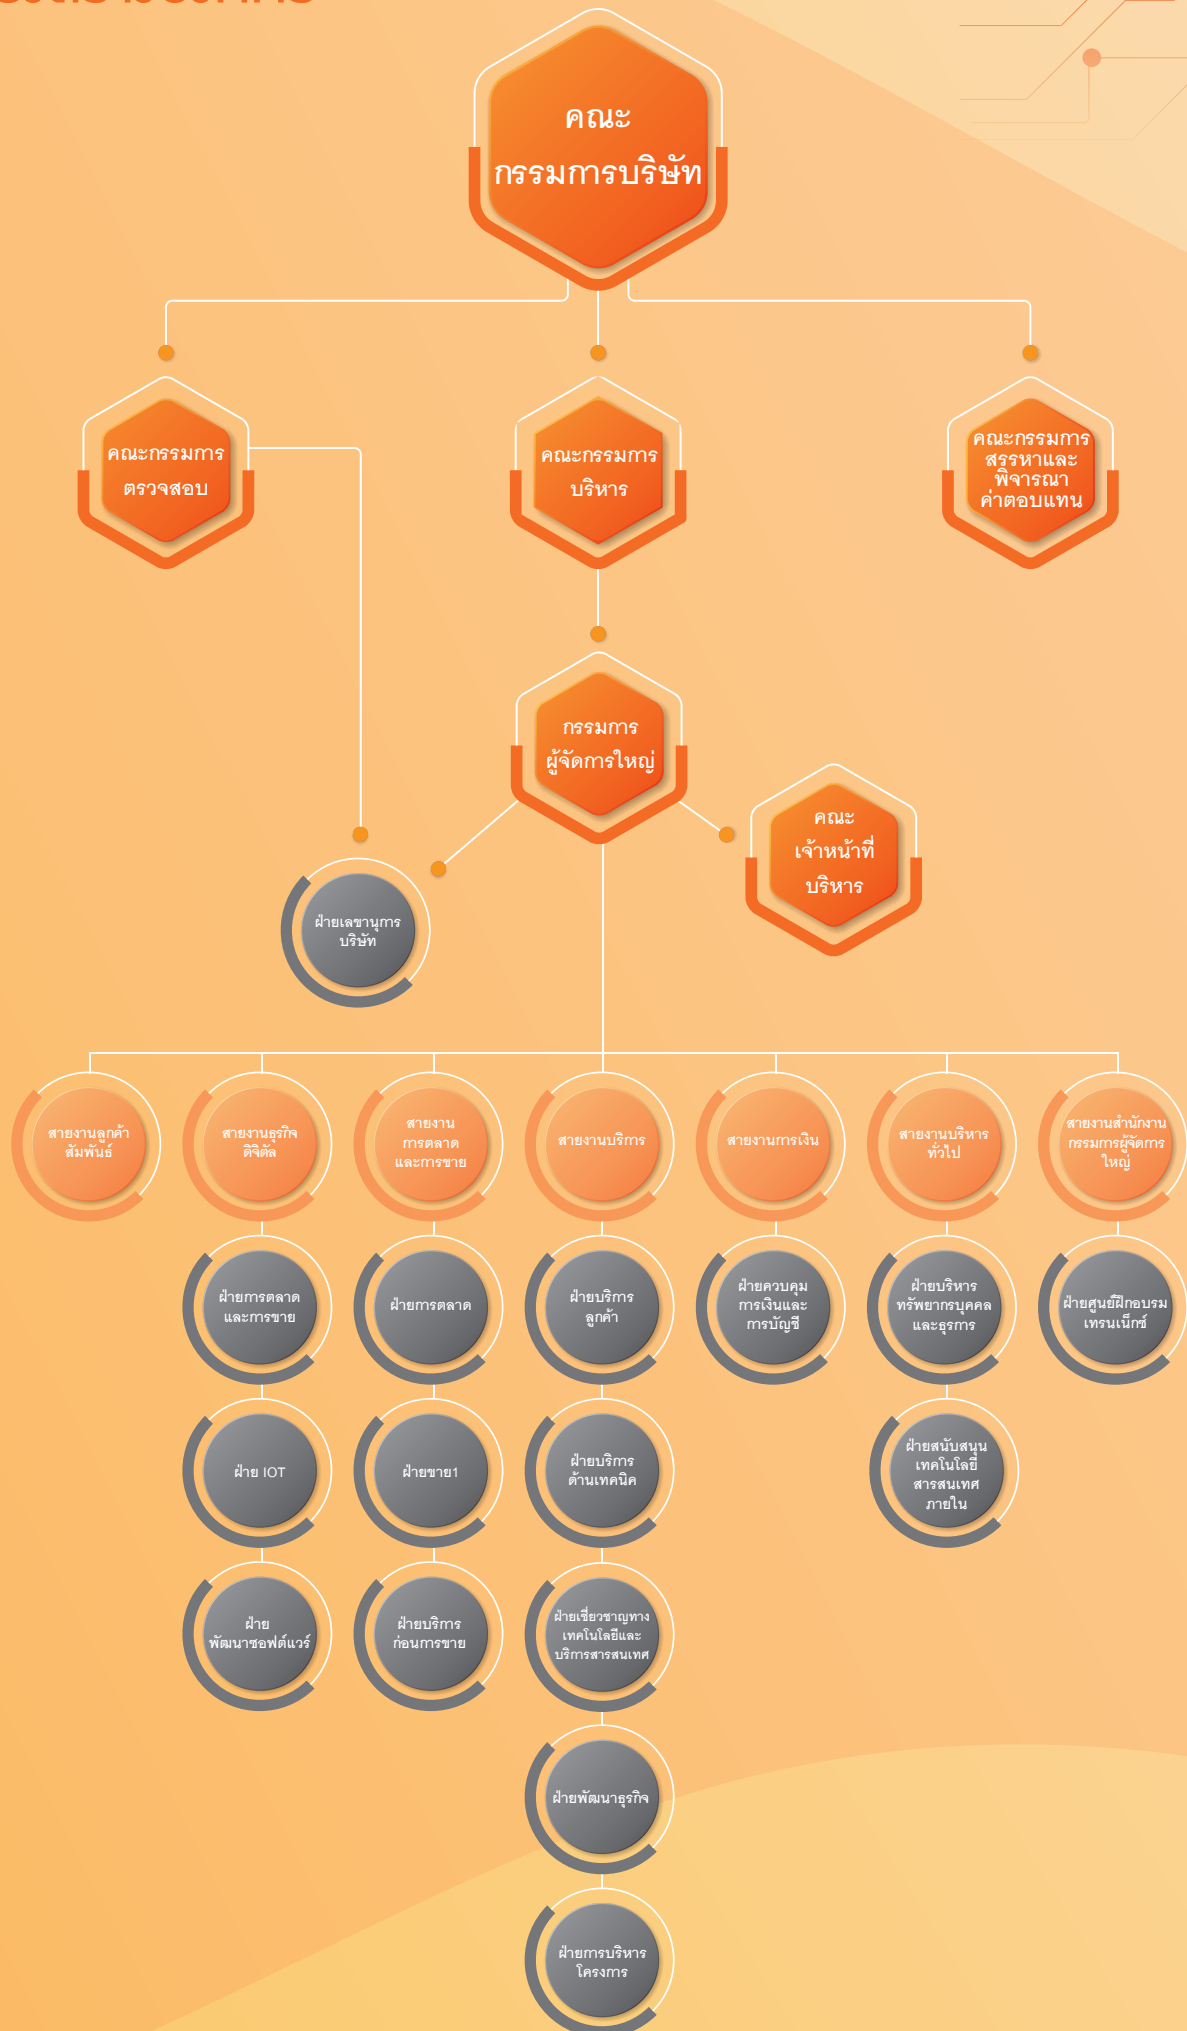 คณะ
กรรมการบริษัท
คณะกรรมการ
ตรวจสอบ
คณะกรรมการ
บริหาร
คณะกรรมการ
สรรหาและ
พิจารณา
ค่าตอบแทน
กรรมการ
ผู้จัดการใหญ่
คณะ
เจ้าหน้าที่
บริหาร
ฝ่ายเลขานุการ
บริษัท
สายงานลูกค้า
สัมพันธ์
สายงานธุรกิจ
ดิจิตัล
สายงาน
การตลาด
และการขาย
สายงานบริการ
สายงานการเงิน
สายงานบริหาร
ทั่วไป
สายงานสำนักงาน
กรรมการผู้จัดการ
ใหญ่
ฝ่ายการตลาด
และการขาย
ฝ่ายการตลาด
ฝ่ายบริการ
ลูกค้า
ฝ่ายควบคุม
การเงินและ
การบัญชี
ฝ่ายบริหาร
ทรัพยากรบุคคล
และธุรการ
ฝ่ายศูนย์ฝึกอบรม
เทรนเน็กซ์
ฝ่าย IOT
ฝ่ายขาย1
ฝ่ายบริการ
ด้านเทคนิค
ฝ่ายสนับสนุน
เทคโนโลยี
สารสนเทศ
ภายใน
ฝ่าย
พัฒนาซอฟต์แวร์
ฝ่ายบริการ
ก่อนการขาย
ฝ่ายเชี่ยวชาญทาง
เทคโนโลยีและ
บริการสารสนเทศ
ฝ่ายพัฒนาธุรกิจ
ฝ่ายการบริหาร
โครงการ